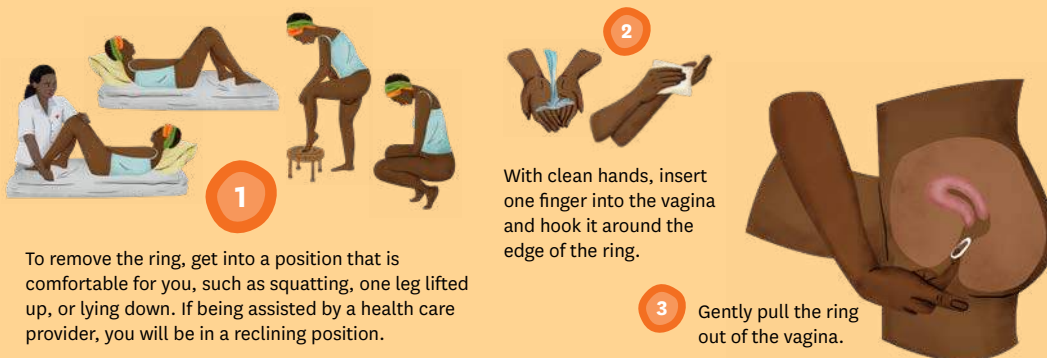 1
To remove the ring, get into a position that is
comfortable for you, such as squatting, one leg lifted
up, or lying down. If being assisted by a health care
provider, you will be in a reclining position.
2
With clean hands, insert
one finger into the vagina
and hook it around the
edge of the ring.
3
Gently pull the ring
out of the vagina.